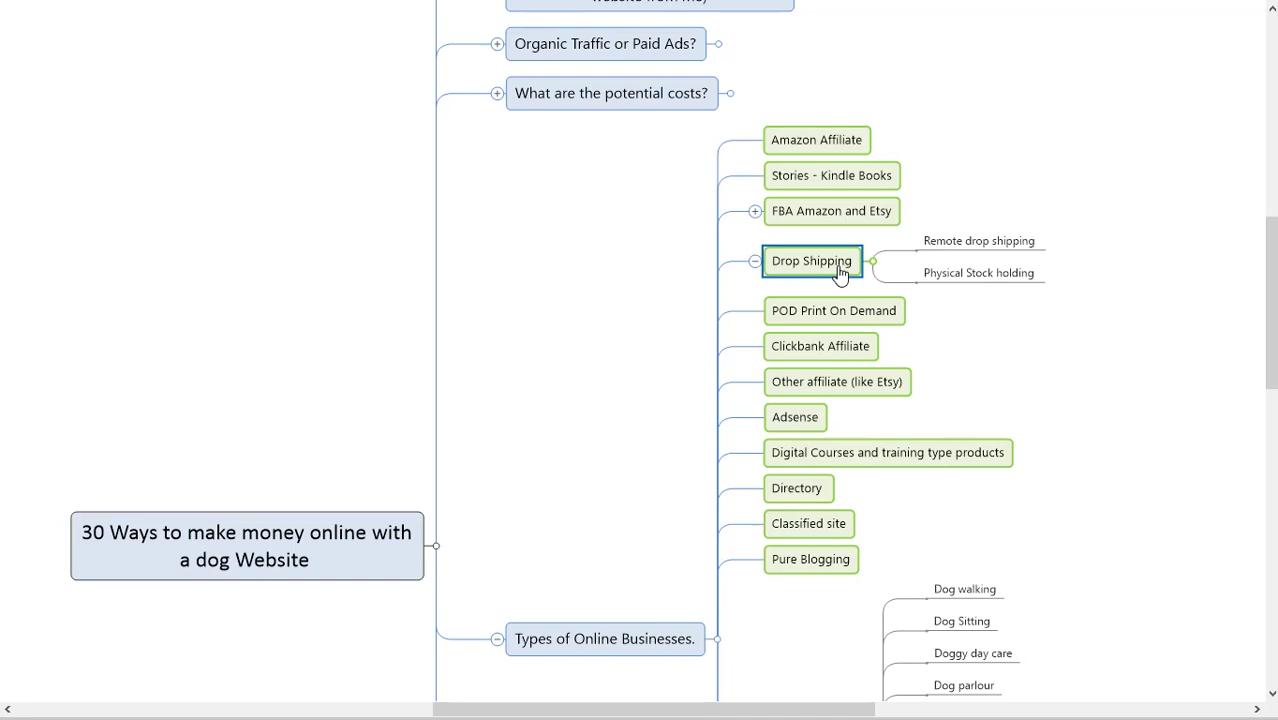 Organic Traffic or Paid Ads?
What are the potential costs?
Amazon Affiliate
Stories - Kindle Books
FBA Amazon and Etsy
Drop Shipping
Remote drop shipping
Physical Stock holding
POD Print On Demand
Clickbank Affiliate
Other affiliate (like Etsy)
Adsense
Digital Courses and training type products
Directory
Classified site
Pure Blogging
30 Ways to make money online with
a dog Website
Types of Online Businesses.
Dog walking
Dog Sitting
Doggy day care
Dog parlour